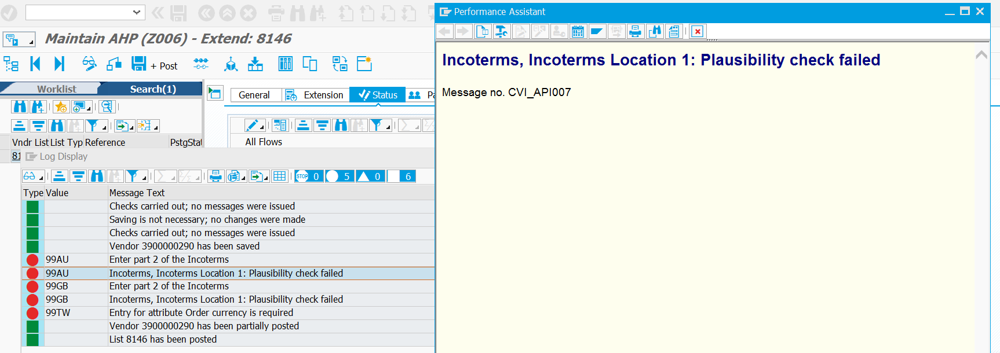 Performance Assistant
Maintain AHP (Z006) - Extend: 8146
+ Post
Incoterms, Incoterms Location 1: Plausibility check failed
Message no. CVI_API007
Worklist
Search(1)
General
Extension
Status
All Flows
Vndr List List Typ Reference
81
Log Display
STOP 0 5 0 6
Type Value Message Text
Checks carried out; no messages were issued
Saving is not necessary; no changes were made
Checks carried out; no messages were issued
Vendor 3900000290 has been saved
99AU Enter part 2 of the Incoterms
99AU Incoterms, Incoterms Location 1: Plausibility check failed
99GB Enter part 2 of the Incoterms
99GB Incoterms, Incoterms Location 1: Plausibility check failed
99TW Entry for attribute Order currency is required
Vendor 3900000290 has been partially posted
List 8146 has been posted